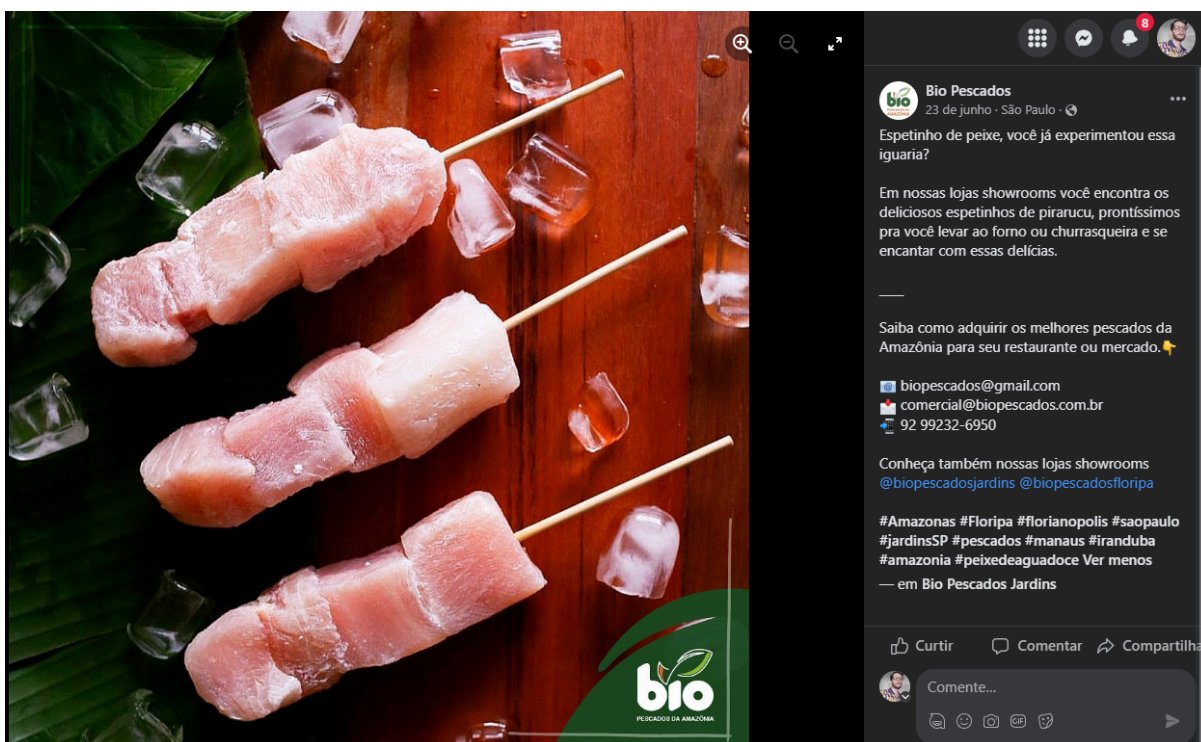 8
Bio Pescados
23 de junho · São Paulo ·
Espetinho de peixe, você já experimentou essa
iguaria?
Em nossas lojas showrooms você encontra os
deliciosos espetinhos de pirarucu, prontíssimos
pra você levar ao forno ou churrasqueira e se
encantar com essas delícias.
___
Saiba como adquirir os melhores pescados da
Amazônia para seu restaurante ou mercado.👇
📧 biopescados@gmail.com
📩 comercial@biopescados.com.br
📲 92 99232-6950
Conheça também nossas lojas showrooms
@biopescadosjardins @biopescadosfloripa
#Amazonas #Floripa #florianopolis #saopaulo
#jardinsSP #pescados #manaus #iranduba
#amazonia #peixedeaguadoce Ver menos
— em Bio Pescados Jardins
Curtir Comentar Compartilha
Comente...
GIF
bio
PESCADOS DA AMAZÔNIA
bio
AMAZÔNIA